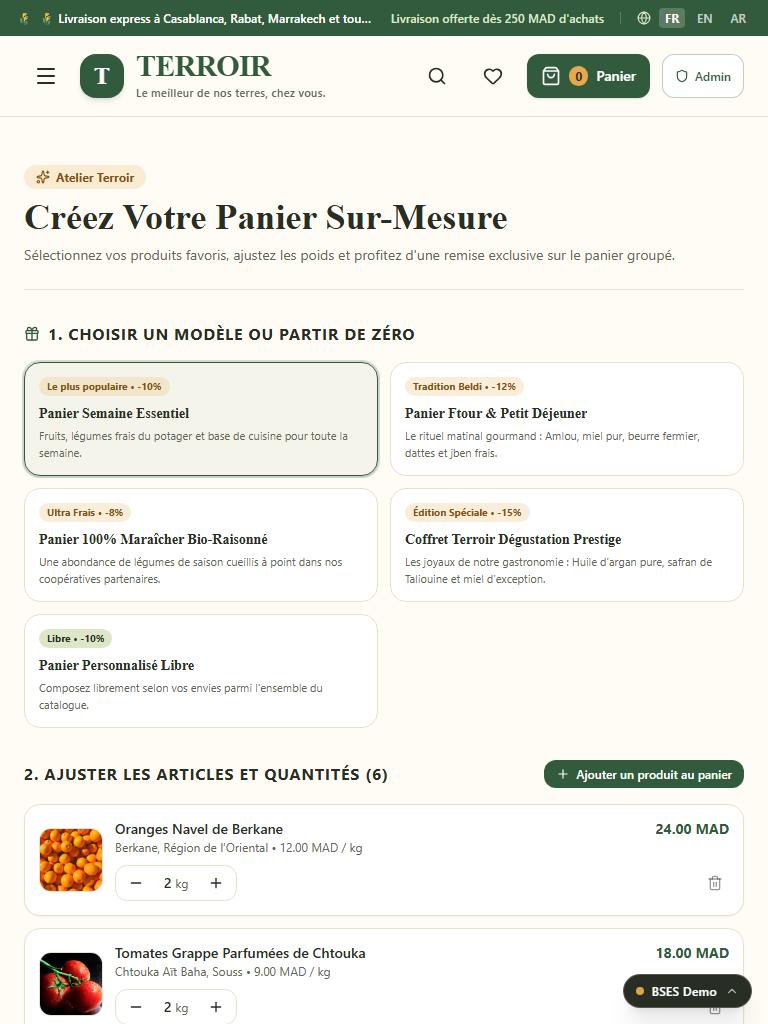 Livraison express à Casablanca, Rabat, Marrakech et tou...
Livraison offerte dès 250 MAD d'achats
FR EN AR
T
TERROIR
Le meilleur de nos terres, chez vous.
0 Panier
Admin
Atelier Terroir
Créez Votre Panier Sur-Mesure
Sélectionnez vos produits favoris, ajustez les poids et profitez d'une remise exclusive sur le panier groupé.
1. CHOISIR UN MODÈLE OU PARTIR DE ZÉRO
Le plus populaire • -10%
Panier Semaine Essentiel
Fruits, légumes frais du potager et base de cuisine pour toute la
semaine.
Tradition Beldi • -12%
Panier Ftour & Petit Déjeuner
Le rituel matinal gourmand : Amlou, miel pur, beurre fermier,
dattes et jben frais.
Ultra Frais • -8%
Panier 100% Maraîcher Bio-Raisonné
Une abondance de légumes de saison cueillis à point dans nos
coopératives partenaires.
Édition Spéciale • -15%
Coffret Terroir Dégustation Prestige
Les joyaux de notre gastronomie : Huile d'argan pure, safran de
Taliouine et miel d'exception.
Libre • -10%
Panier Personnalisé Libre
Composez librement selon vos envies parmi l'ensemble du
catalogue.
2. AJUSTER LES ARTICLES ET QUANTITÉS (6)
+ Ajouter un produit au panier
Oranges Navel de Berkane
24.00 MAD
Berkane, Région de l'Oriental • 12.00 MAD / kg
− 2 kg +
Tomates Grappe Parfumées de Chtouka
18.00 MAD
Chtouka Aït Baha, Souss • 9.00 MAD / kg
− 2 kg +
BSES Demo